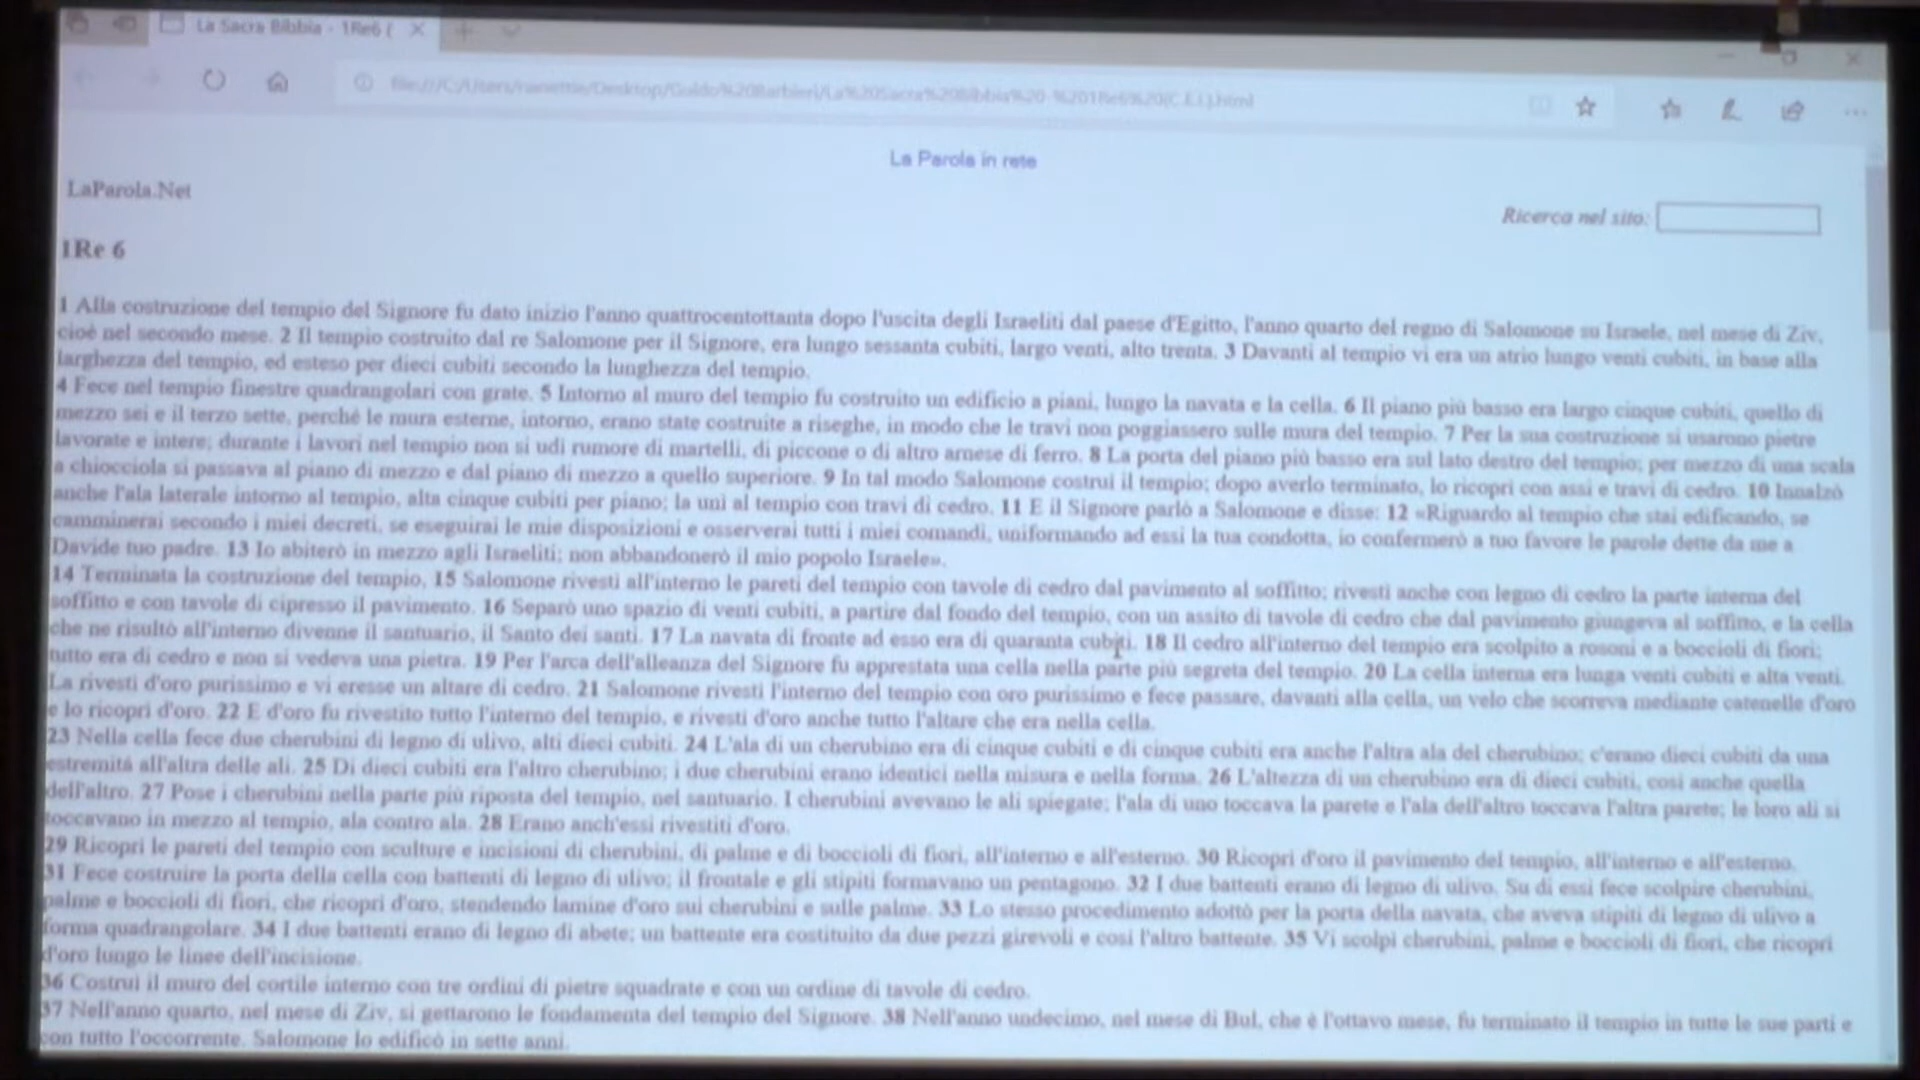 La Sacra Bibbia - 1Re6 (
file:///C:/Users/nanettie/Desktop/Guido%20Barbieri/La%20Sacra%20Bibbia%20-%201Re6%20(C.E.I.).html
La Parola in rete
LaParola.Net
Ricerca nel sito:
1Re 6
1 Alla costruzione del tempio del Signore fu dato inizio l'anno quattrocentottanta dopo l'uscita degli Israeliti dal paese d'Egitto, l'anno quarto del regno di Salomone su Israele, nel mese di Ziv,
cioè nel secondo mese. 2 Il tempio costruito dal re Salomone per il Signore, era lungo sessanta cubiti, largo venti, alto trenta. 3 Davanti al tempio vi era un atrio lungo venti cubiti, in base alla
larghezza del tempio, ed esteso per dieci cubiti secondo la lunghezza del tempio.
4 Fece nel tempio finestre quadrangolari con grate. 5 Intorno al muro del tempio fu costruito un edificio a piani, lungo la navata e la cella. 6 Il piano più basso era largo cinque cubiti, quello di
mezzo sei e il terzo sette, perché le mura esterne, intorno, erano state costruite a riseghe, in modo che le travi non poggiassero sulle mura del tempio. 7 Per la sua costruzione si usarono pietre
lavorate e intere; durante i lavori nel tempio non si udì rumore di martelli, di piccone o di altro arnese di ferro. 8 La porta del piano più basso era sul lato destro del tempio; per mezzo di una scala
a chiocciola si passava al piano di mezzo e dal piano di mezzo a quello superiore. 9 In tal modo Salomone costruì il tempio; dopo averlo terminato, lo ricoprì con assi e travi di cedro. 10 Innalzò
anche l'ala laterale intorno al tempio, alta cinque cubiti per piano; la unì al tempio con travi di cedro. 11 E il Signore parlò a Salomone e disse: 12 «Riguardo al tempio che stai edificando, se
camminerai secondo i miei decreti, se eseguirai le mie disposizioni e osserverai tutti i miei comandi, uniformando ad essi la tua condotta, io confermerò a tuo favore le parole dette da me a
Davide tuo padre. 13 Io abiterò in mezzo agli Israeliti; non abbandonerò il mio popolo Israele».
14 Terminata la costruzione del tempio, 15 Salomone rivestì all'interno le pareti del tempio con tavole di cedro dal pavimento al soffitto; rivestì anche con legno di cedro la parte interna del
soffitto e con tavole di cipresso il pavimento. 16 Separò uno spazio di venti cubiti, a partire dal fondo del tempio, con un assito di tavole di cedro che dal pavimento giungeva al soffitto, e la cella
che ne risultò all'interno divenne il santuario, il Santo dei santi. 17 La navata di fronte ad esso era di quaranta cubiti. 18 Il cedro all'interno del tempio era scolpito a rosoni e a boccioli di fiori;
tutto era di cedro e non si vedeva una pietra. 19 Per l'arca dell'alleanza del Signore fu apprestata una cella nella parte più segreta del tempio. 20 La cella interna era lunga venti cubiti e alta venti.
La rivestì d'oro purissimo e vi eresse un altare di cedro. 21 Salomone rivestì l'interno del tempio con oro purissimo e fece passare, davanti alla cella, un velo che scorreva mediante catenelle d'oro
e lo ricoprì d'oro. 22 E d'oro fu rivestito tutto l'interno del tempio, e rivestì d'oro anche tutto l'altare che era nella cella.
23 Nella cella fece due cherubini di legno di ulivo, alti dieci cubiti. 24 L'ala di un cherubino era di cinque cubiti e di cinque cubiti era anche l'altra ala del cherubino; c'erano dieci cubiti da una
estremità all'altra delle ali. 25 Di dieci cubiti era l'altro cherubino; i due cherubini erano identici nella misura e nella forma. 26 L'altezza di un cherubino era di dieci cubiti, così anche quella
dell'altro. 27 Pose i cherubini nella parte più riposta del tempio, nel santuario. I cherubini avevano le ali spiegate; l'ala di uno toccava la parete e l'ala dell'altro toccava l'altra parete; le loro ali si
toccavano in mezzo al tempio, ala contro ala. 28 Erano anch'essi rivestiti d'oro.
29 Ricoprì le pareti del tempio con sculture e incisioni di cherubini, di palme e di boccioli di fiori, all'interno e all'esterno. 30 Ricoprì d'oro il pavimento del tempio, all'interno e all'esterno.
31 Fece costruire la porta della cella con battenti di legno di ulivo; il frontale e gli stipiti formavano un pentagono. 32 I due battenti erano di legno di ulivo. Su di essi fece scolpire cherubini,
palme e boccioli di fiori, che ricoprì d'oro, stendendo lamine d'oro sui cherubini e sulle palme. 33 Lo stesso procedimento adottò per la porta della navata, che aveva stipiti di legno di ulivo a
forma quadrangolare. 34 I due battenti erano di legno di abete; un battente era costituito da due pezzi girevoli e così l'altro battente. 35 Vi scolpì cherubini, palme e boccioli di fiori, che ricoprì
d'oro lungo le linee dell'incisione.
36 Costruì il muro del cortile interno con tre ordini di pietre squadrate e con un ordine di tavole di cedro.
37 Nell'anno quarto, nel mese di Ziv, si gettarono le fondamenta del tempio del Signore. 38 Nell'anno undecimo, nel mese di Bul, che è l'ottavo mese, fu terminato il tempio in tutte le sue parti e
con tutto l'occorrente. Salomone lo edificò in sette anni.